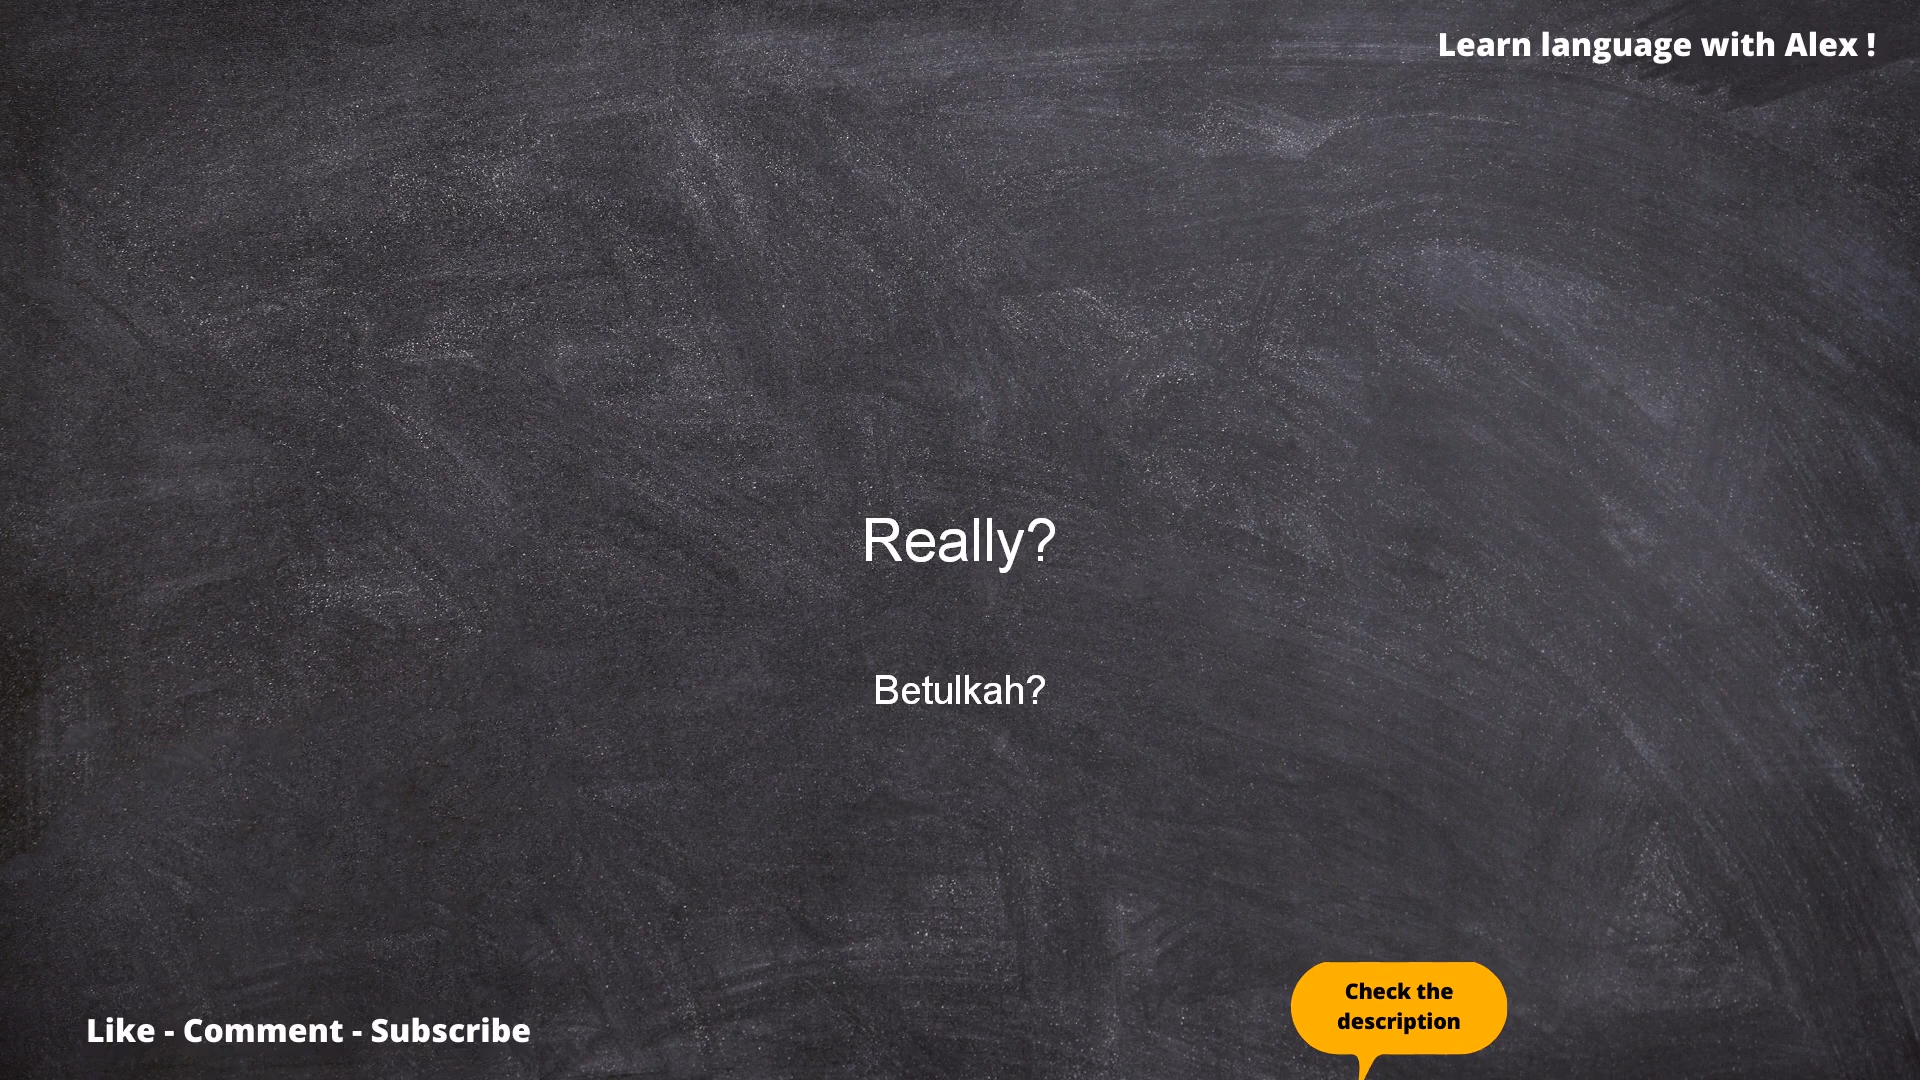 Learn language with Alex !
Really?
Betulkah?
Check the
description
Like - Comment - Subscribe